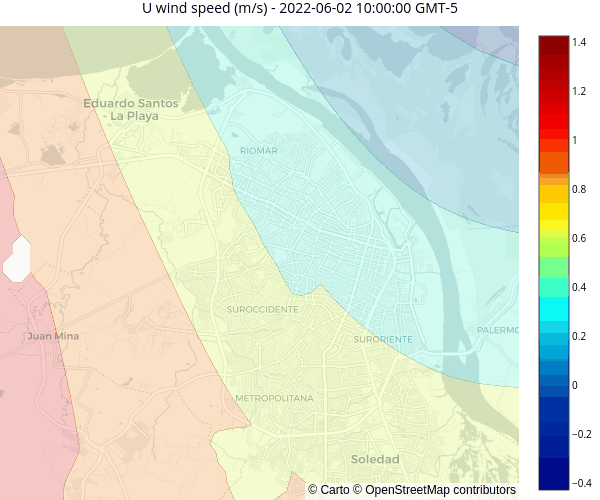 U wind speed (m/s) - 2022-06-02 10:00:00 GMT-5
1.4
1.2
1
0.8
0.6
0.4
0.2
0
−0.2
−0.4
Eduardo Santos
- La Playa
RIOMAR
SUROCCIDENTE
Juan Mina
SURORIENTE
PALERMO
METROPOLITANA
Soledad
© Carto © OpenStreetMap contributors